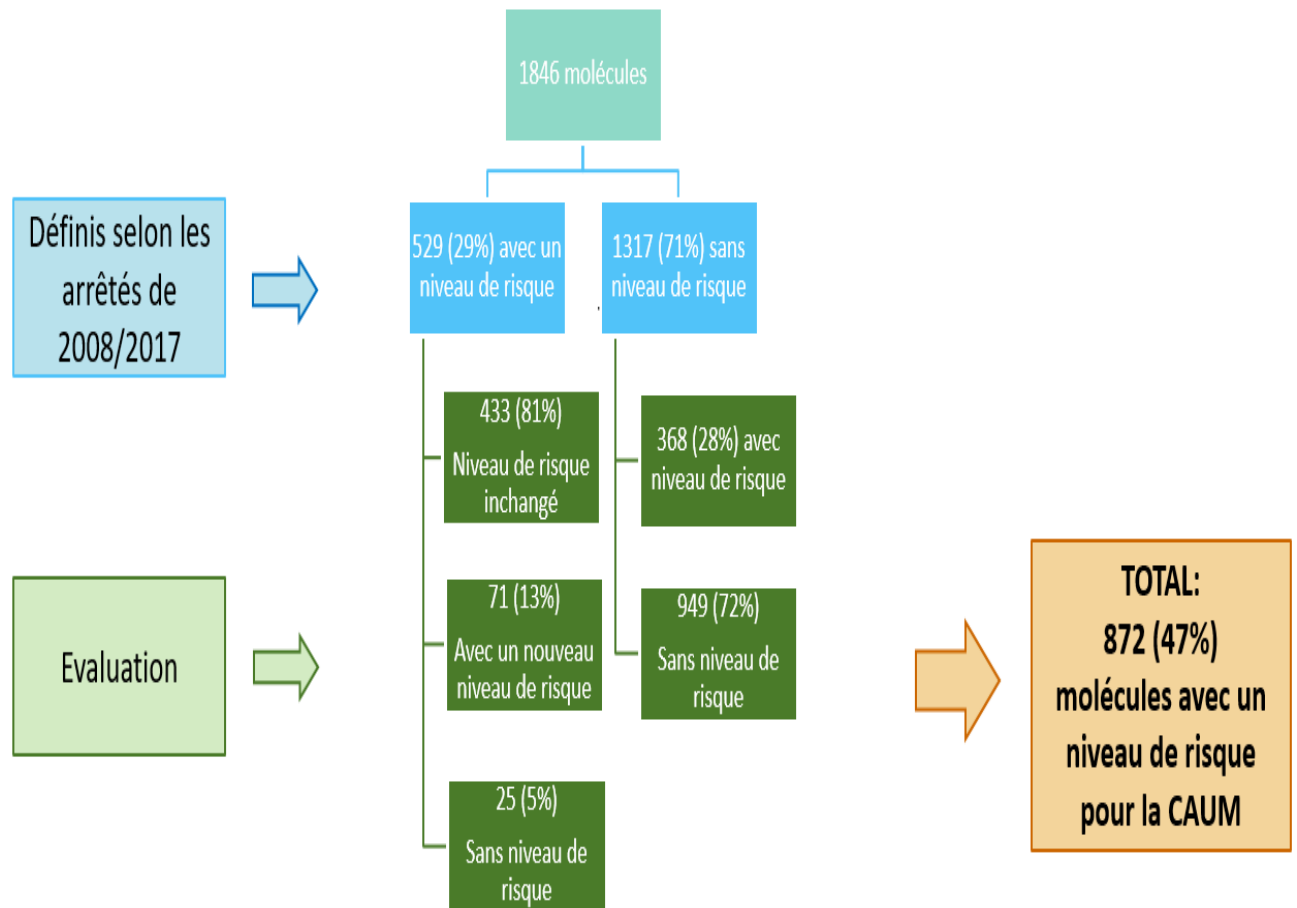 1846 molécules
Définis selon les
arrêtés de
2008/2017
529 (29%) avec un
niveau de risque
1317 (71%) sans
niveau de risque
433 (81%)
Niveau de risque
inchangé
368 (28%) avec
niveau de risque
Evaluation
71 (13%)
Avec un nouveau
niveau de risque
949 (72%)
Sans niveau de
risque
25 (5%)
Sans niveau de
risque
TOTAL:
872 (47%)
molécules avec un
niveau de risque
pour la CAUM